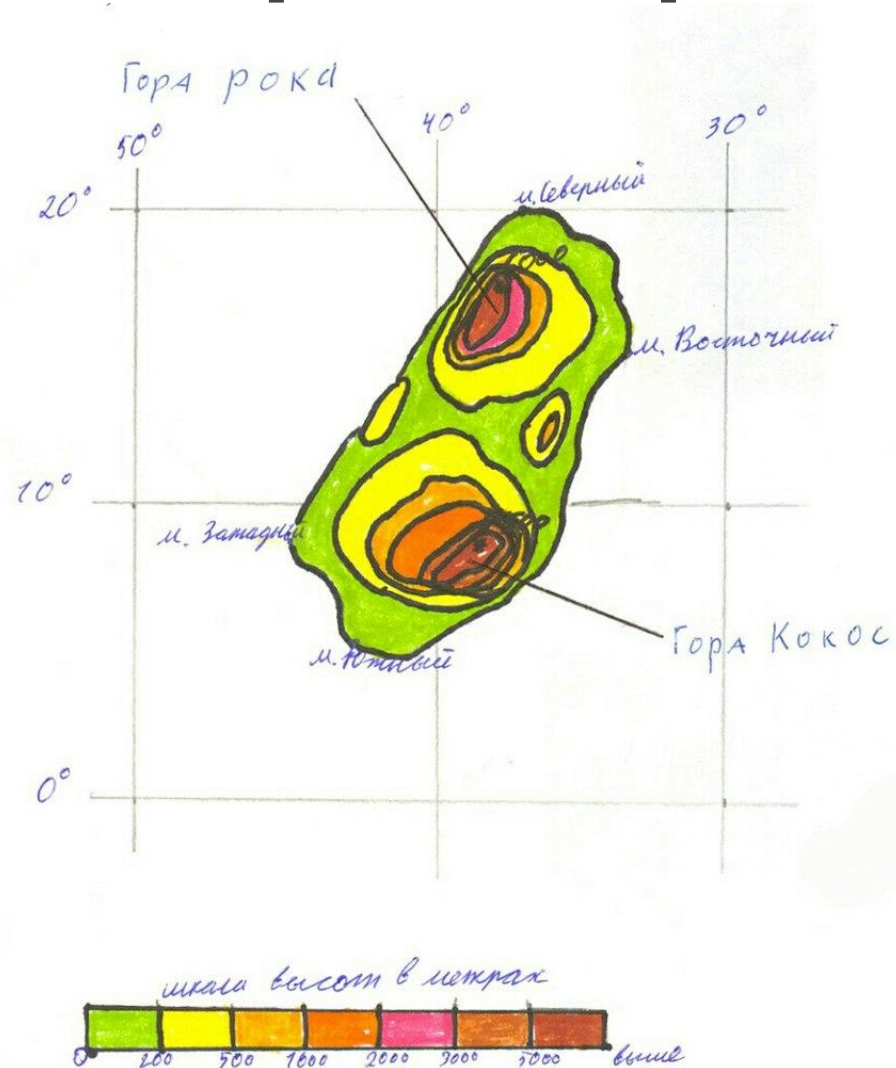 Гора рока
50°
40°
30°
20°
м. Северный
м. Восточный
10°
м. Западный
Гора Кокос
м. Южный
0°
шкала высот в метрах
0 200 500 1000 2000 3000 5000 выше